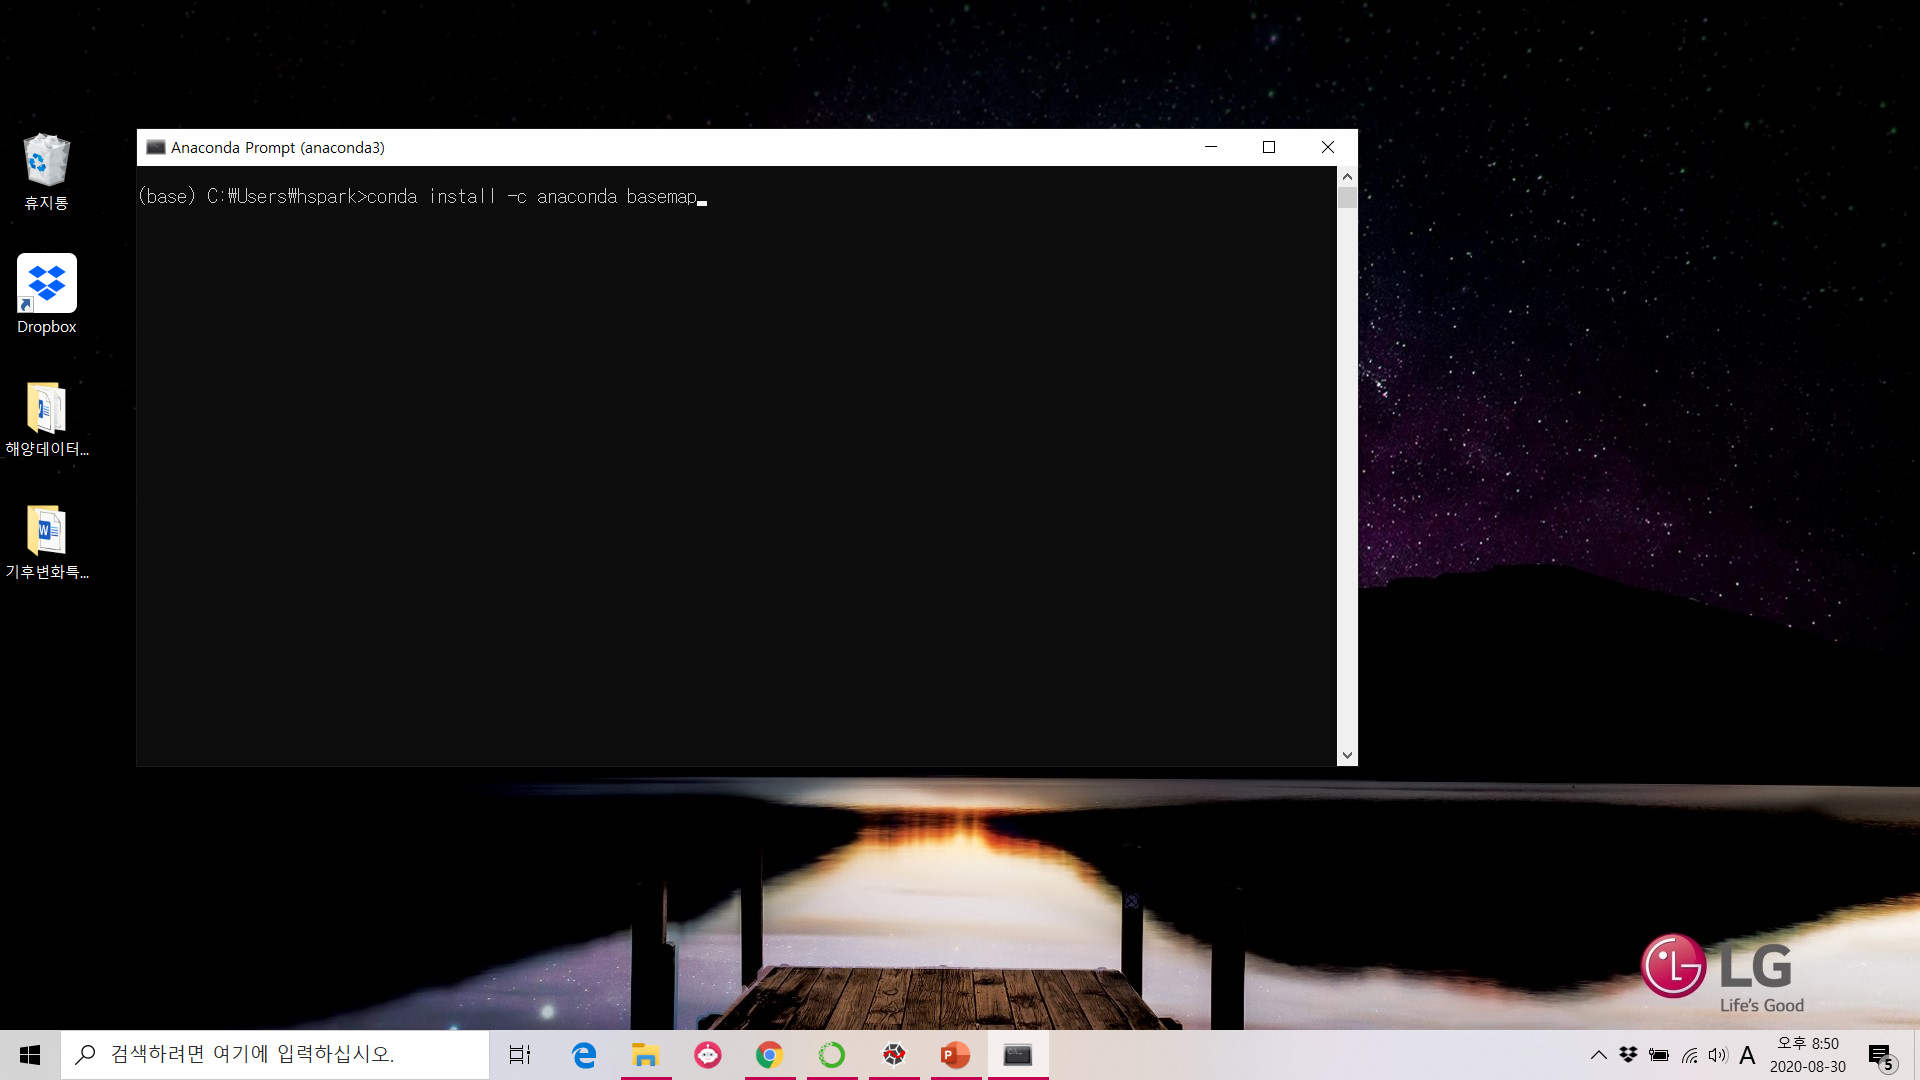 Anaconda Prompt (anaconda3)
(base) C:₩Users₩hspark>conda install -c anaconda basemap
휴지통
Dropbox
해양데이터...
기후변화특...
LG
Life's Good
검색하려면 여기에 입력하십시오.
A
오후 8:50
2020-08-30
5